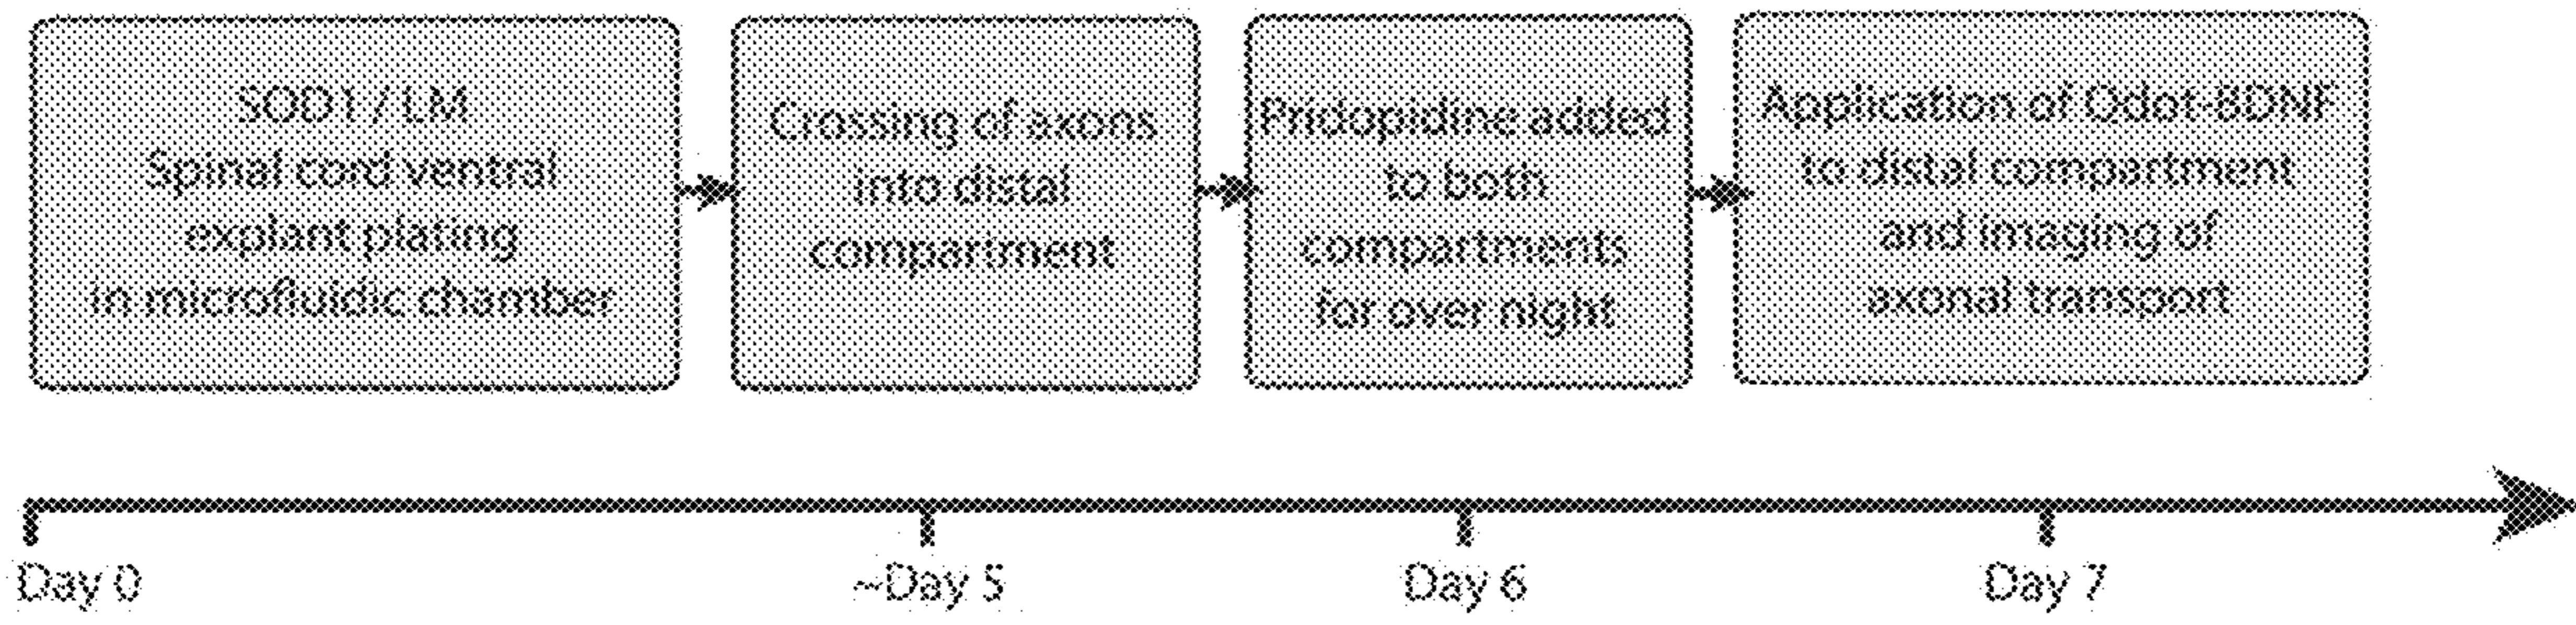 SOD1 / LM
Spinal cord ventral
explant plating
in microfluidic chamber
Crossing of axons
into distal
compartment
Pridopidine added
to both
compartments
for over night
Application of Qdot-BDNF
to distal compartment
and imaging of
axonal transport
Day 0
~Day 5
Day 6
Day 7